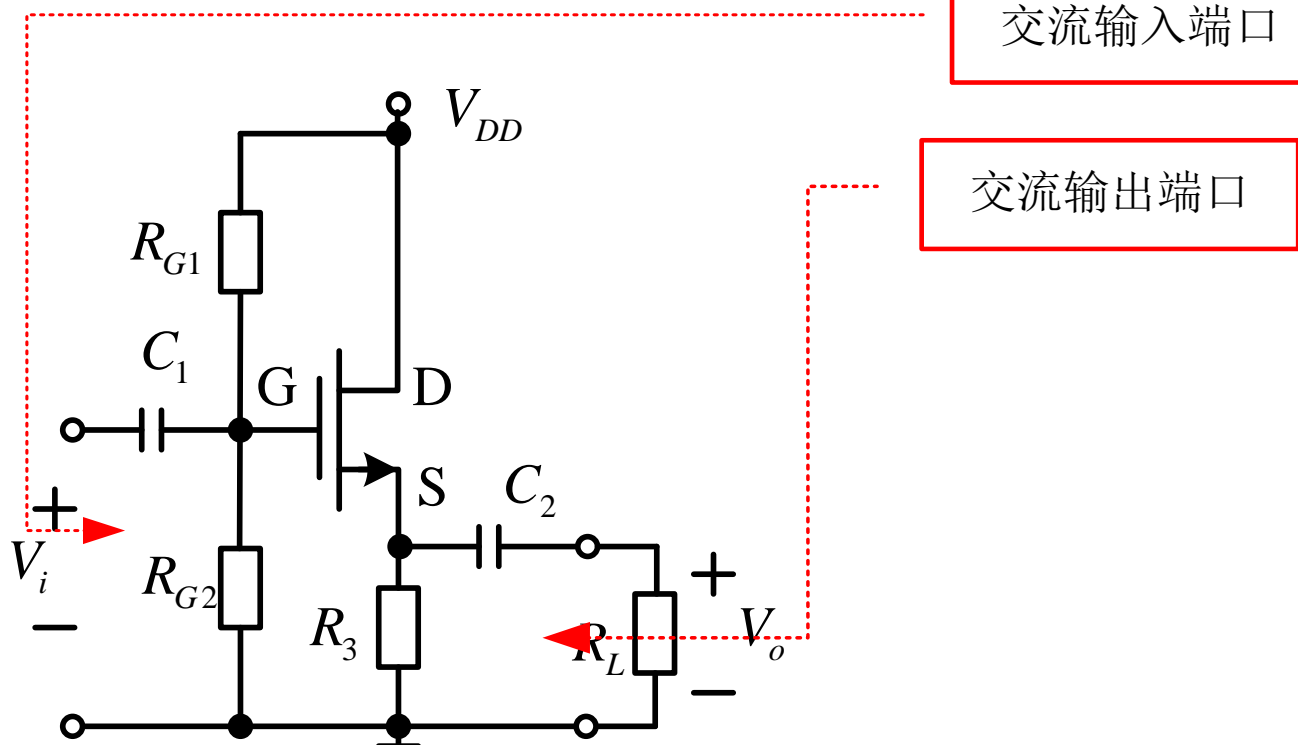 交流输入端口
V_DD
交流输出端口
R_G1
C_1
G
D
S
C_2
+
V_i
−
R_G2
R_3
R_L
+
V_o
−